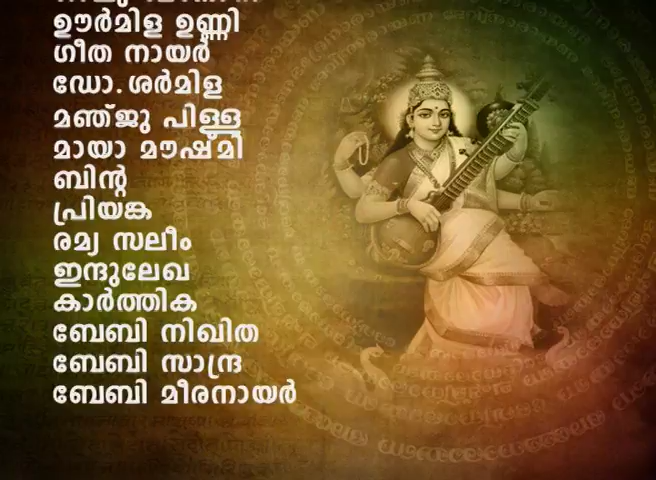 ഊർമിള ഉണ്ണി
ഗീത നായർ
ഡോ.ശർമിള
മഞ്ജു പിള്ള
മായാ മൗഷ്മി
ബിന്റ
പ്രിയങ്ക
രമ്യ സലീം
ഇന്ദുലേഖ
കാർത്തിക
ബേബി നിഖിത
ബേബി സാന്ദ്ര
ബേബി മീരനായർ